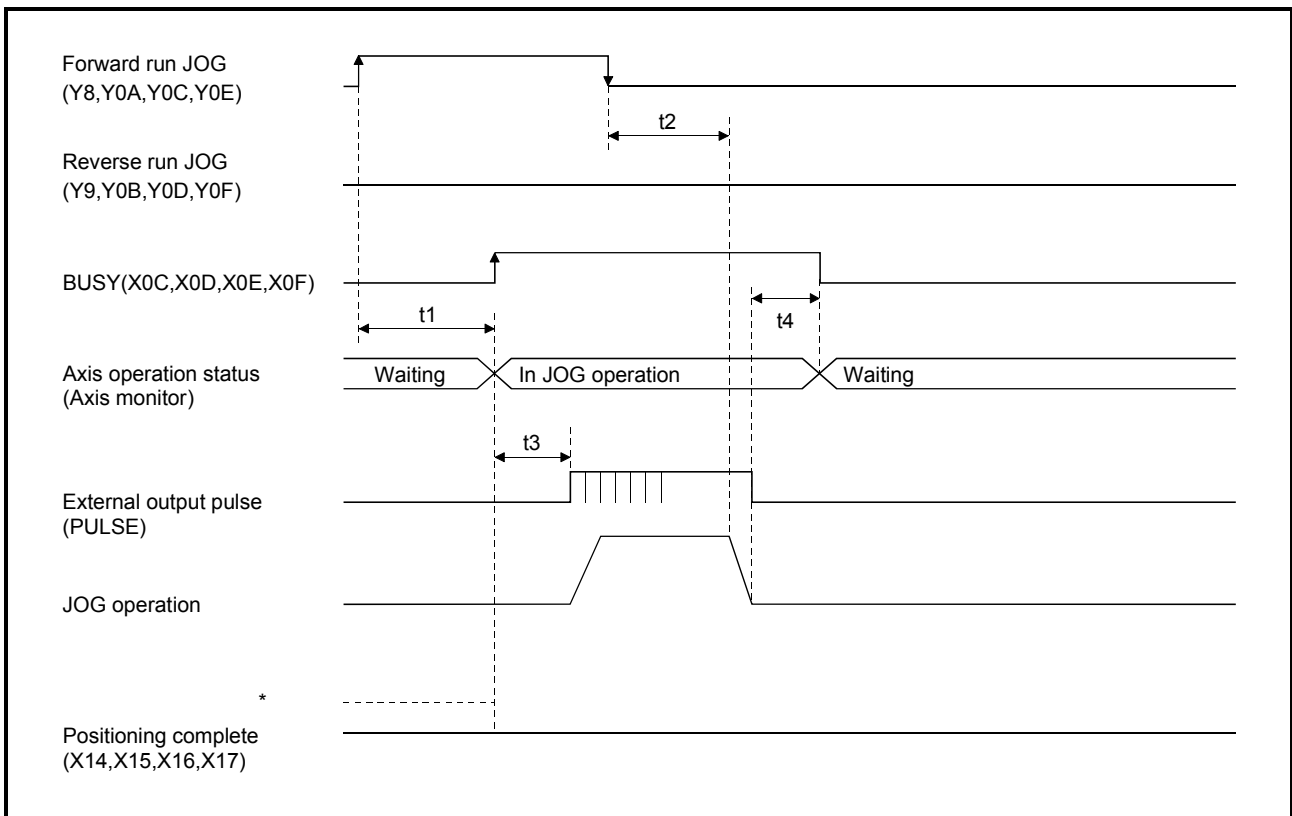 Forward run JOG
(Y8,Y0A,Y0C,Y0E)
t2
Reverse run JOG
(Y9,Y0B,Y0D,Y0F)
BUSY(X0C,X0D,X0E,X0F)
t1
t4
Axis operation status
(Axis monitor)
Waiting
In JOG operation
Waiting
t3
External output pulse
(PULSE)
JOG operation
*
Positioning complete
(X14,X15,X16,X17)